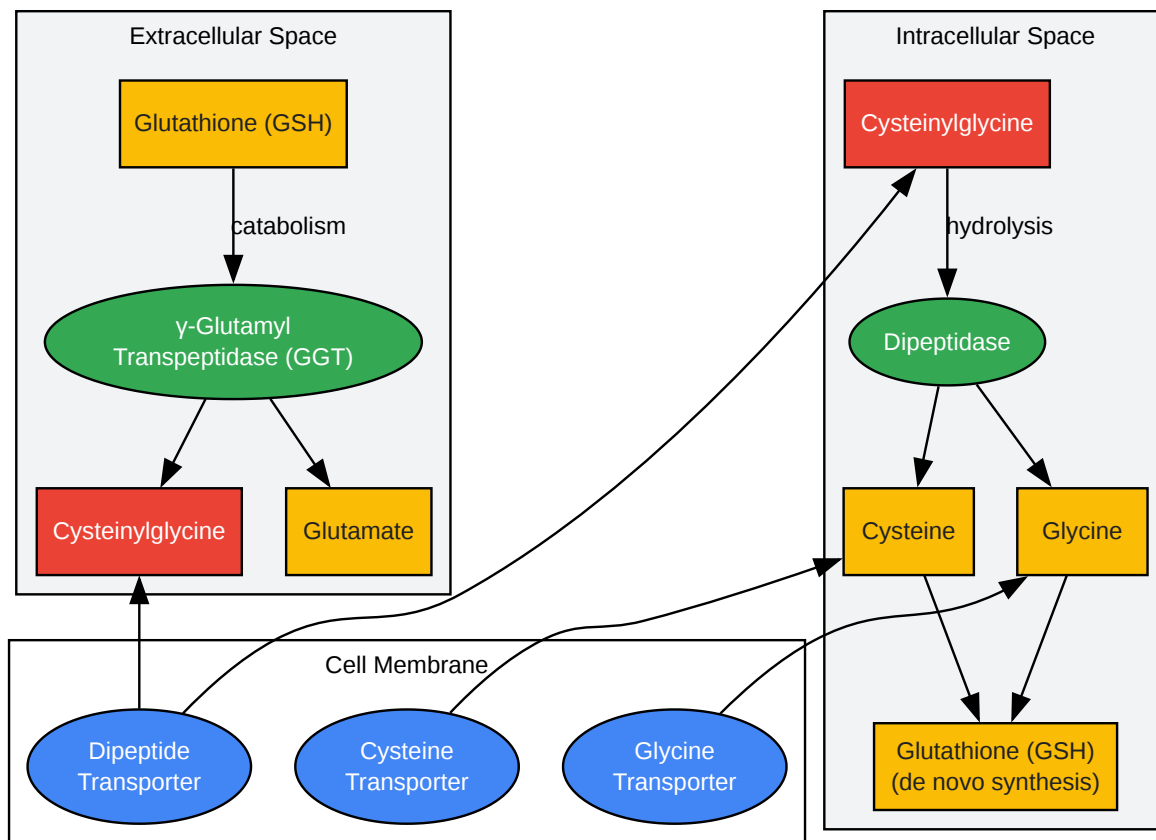 Extracellular Space
Glutathione (GSH)
catabolism
γ-Glutamyl
Transpeptidase (GGT)
Cysteinylglycine
Glutamate
Intracellular Space
Cysteinylglycine
hydrolysis
Dipeptidase
Cysteine
Glycine
Glutathione (GSH)
(de novo synthesis)
Cell Membrane
Dipeptide
Transporter
Cysteine
Transporter
Glycine
Transporter